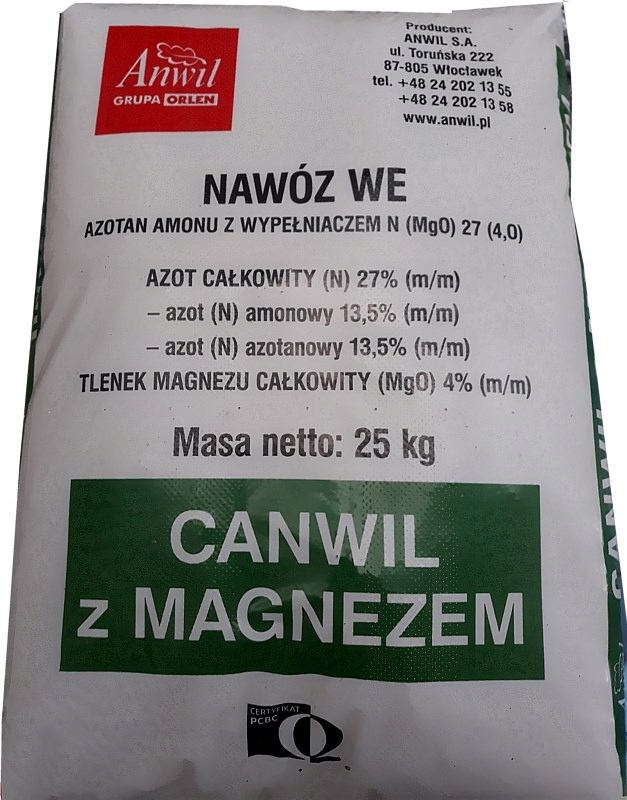 Anwil
GRUPA ORLEN
Producent:
ANWIL S.A.
ul. Toruńska 222
87-805 Włocławek
tel. +48 24 202 13 55
+48 24 202 13 58
www.anwil.pl
NAWÓZ WE
AZOTAN AMONU Z WYPEŁNIACZEM N (MgO) 27 (4,0)
AZOT CAŁKOWITY (N) 27% (m/m)
– azot (N) amonowy 13,5% (m/m)
– azot (N) azotanowy 13,5% (m/m)
TLENEK MAGNEZU CAŁKOWITY (MgO) 4% (m/m)
Masa netto: 25 kg
CANWIL
z MAGNEZEM
CERTYFIKAT
PCBC
Q
CANWIL